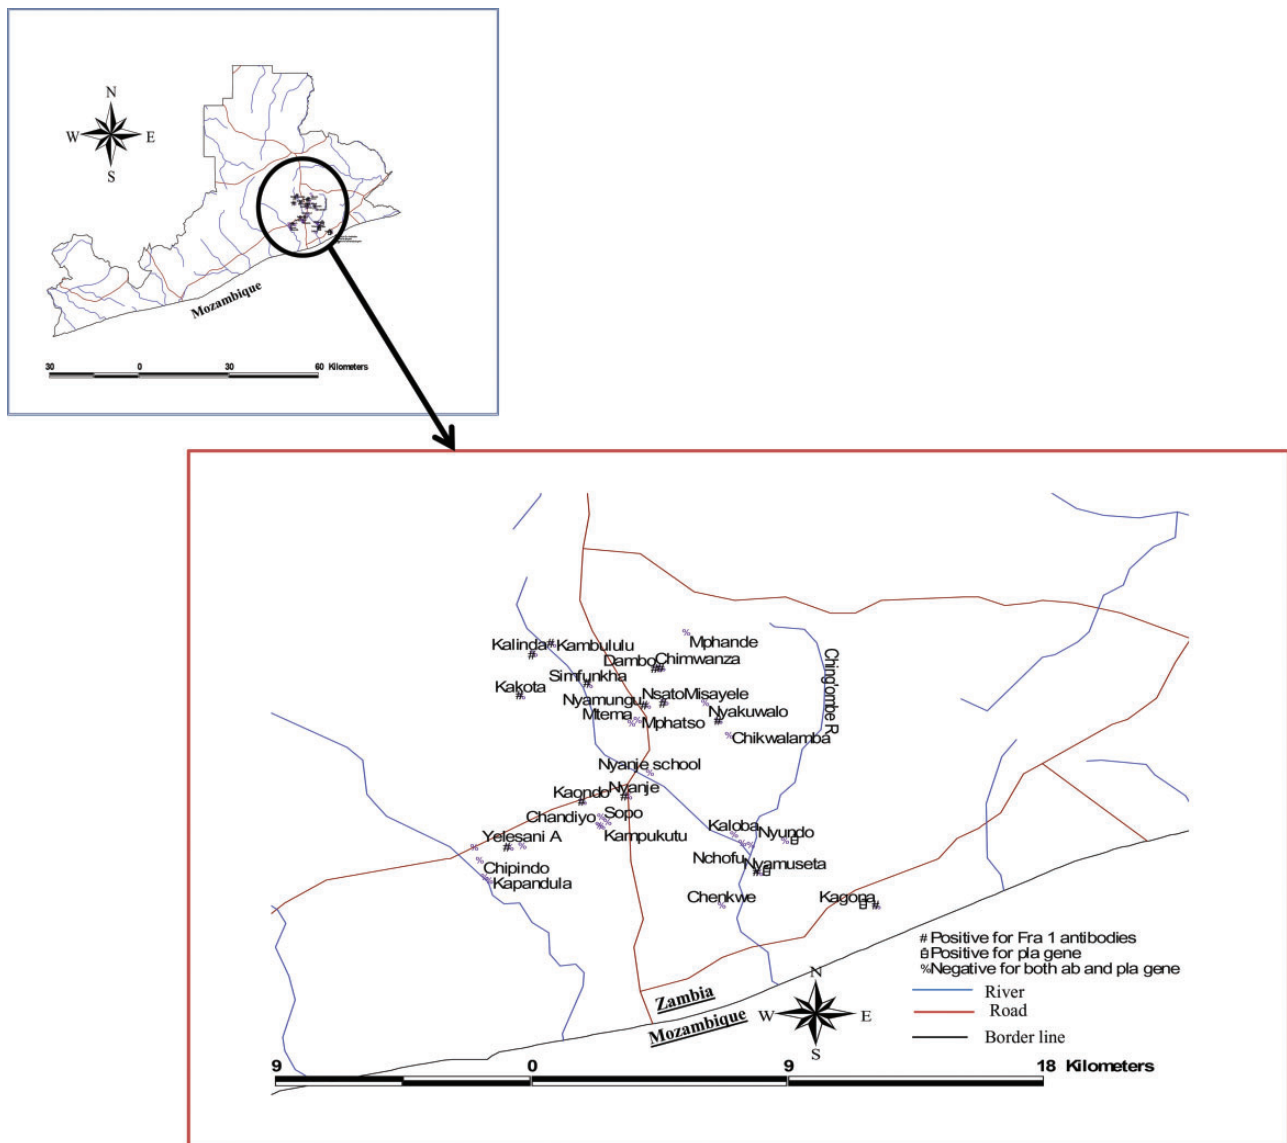 N
W E
S
Mozambique
30 0 30 60 Kilometers
Mphande
Kalinda Kambululu
Dambo Chimwanza
Simfunkha
Kakota
Nyamungu Nsato Misayele
Mtema Mphatso Nyakuwalo
Chikwalamba
Ching'ombe R
Nyanje school
Kaondo Nyanje
Chandiyo Sopo
Kampukutu
Kaloba Nyundo
Yelesani A
Nchofu Nyamuseta
Chipindo
Kapandula
Chenkwe Kagona
# Positive for Fra 1 antibodies
Positive for pla gene
% Negative for both ab and pla gene
River
Road
Border line
Zambia
Mozambique
N
W E
S
9 0 9 18 Kilometers